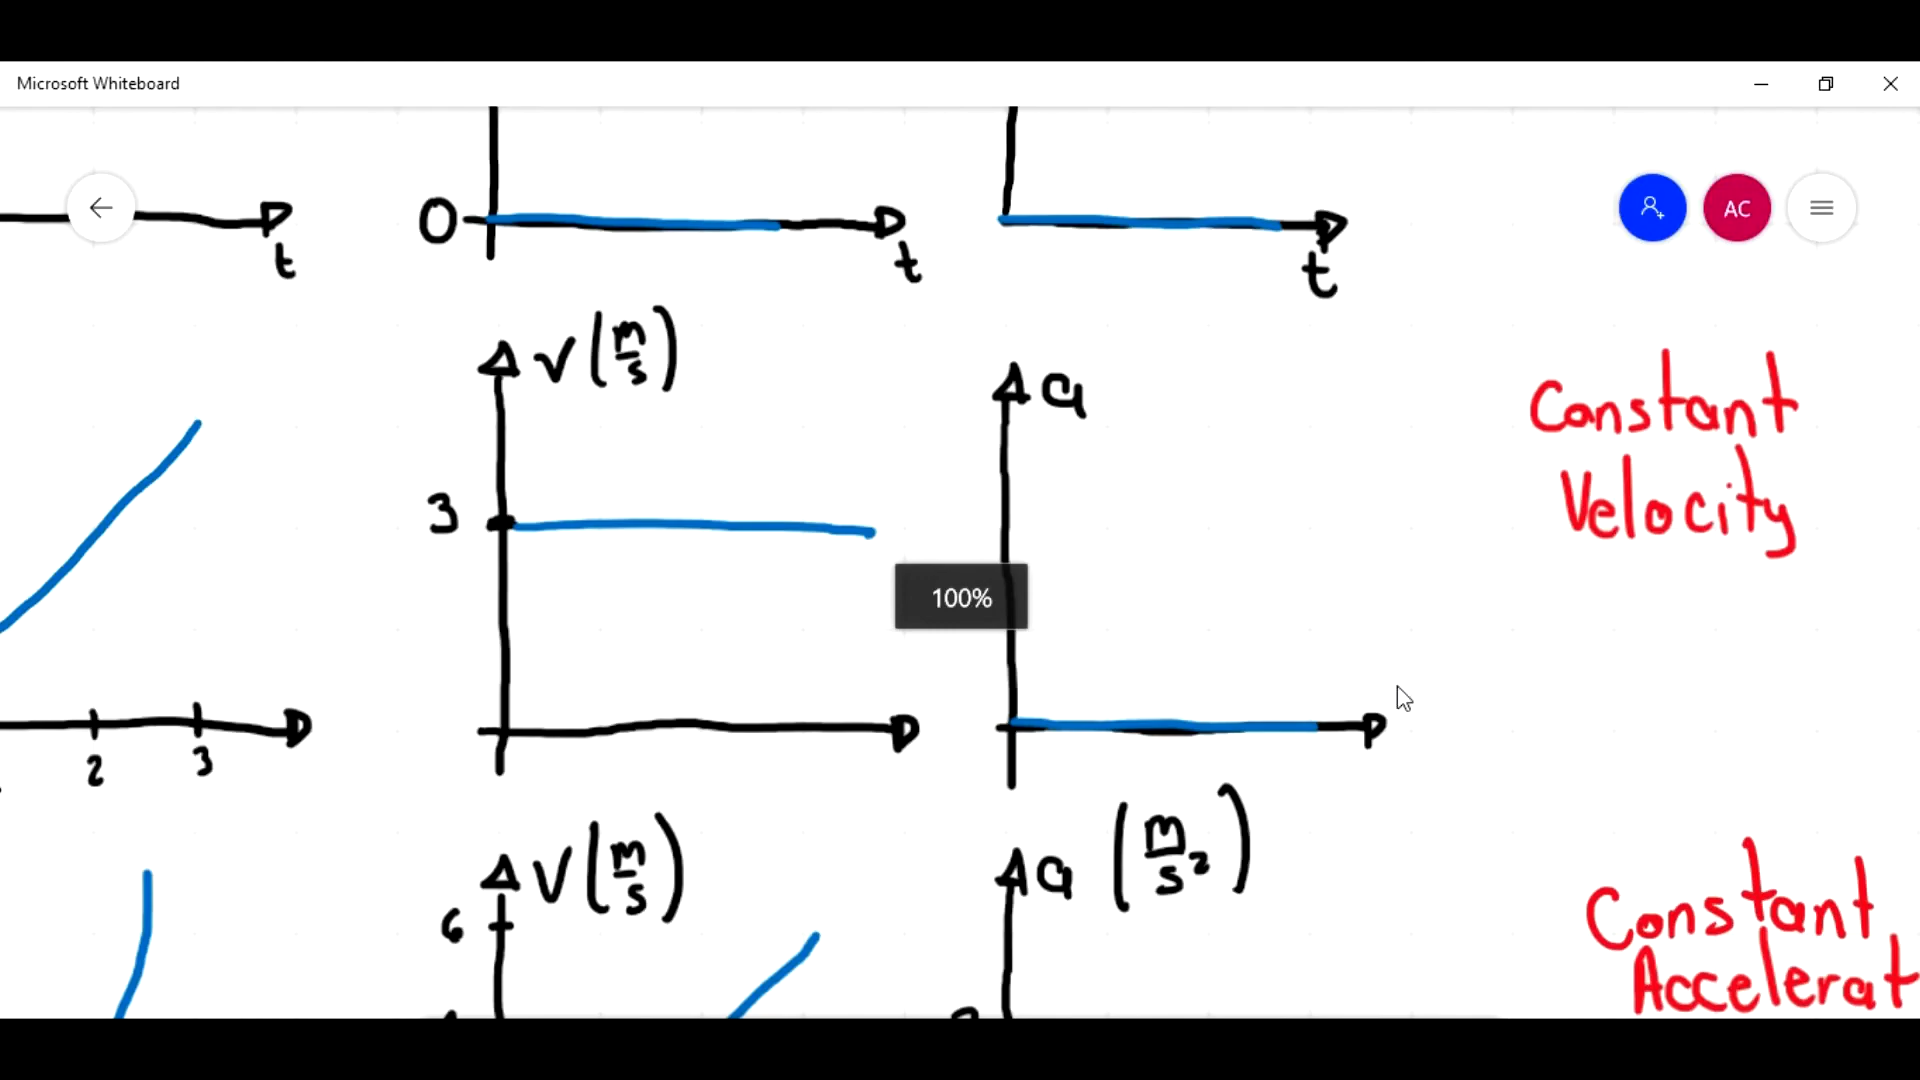 Microsoft Whiteboard
0
t
t
t
AC
V (m/s)
a
Constant
Velocity
3
100%
2
3
V (m/s)
a (m/s²)
6
Constant
Accelerat